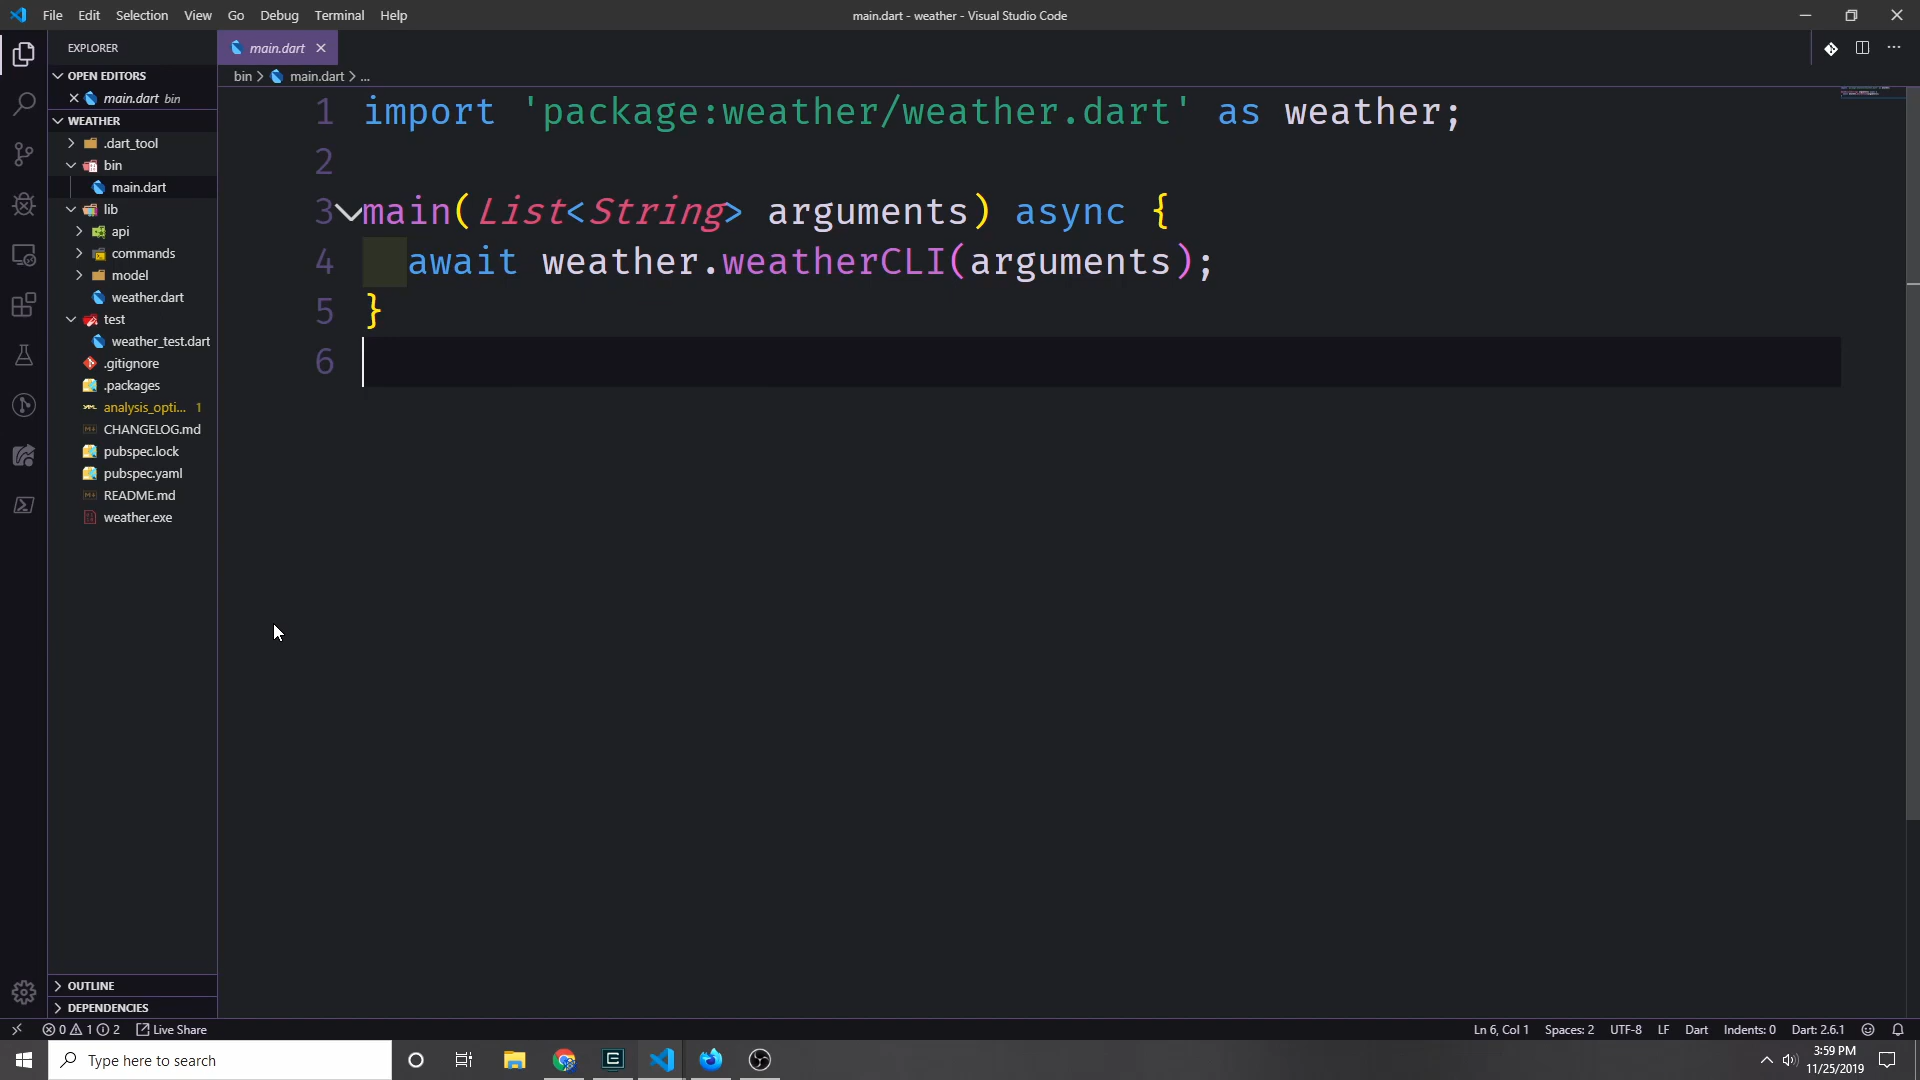 File Edit Selection View Go Debug Terminal Help
main.dart - weather - Visual Studio Code
EXPLORER
OPEN EDITORS
main.dart bin
WEATHER
.dart_tool
bin
main.dart
lib
api
commands
model
weather.dart
test
weather_test.dart
.gitignore
.packages
analysis_opti... 1
CHANGELOG.md
pubspec.lock
pubspec.yaml
README.md
weather.exe
OUTLINE
DEPENDENCIES
main.dart
bin > main.dart > ...
1 import 'package:weather/weather.dart' as weather;
2
3 main(List<String> arguments) async {
4 await weather.weatherCLI(arguments);
5 }
6
0 1 2 Live Share
Ln 6, Col 1 Spaces: 2 UTF-8 LF Dart Indents: 0 Dart: 2.6.1
Type here to search
3:59 PM
11/25/2019